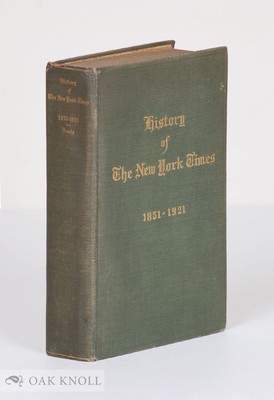 History
of
The New York Times
1851-1921
Davis
History
of
The New York Times
1851-1921
© OAK KNOLL